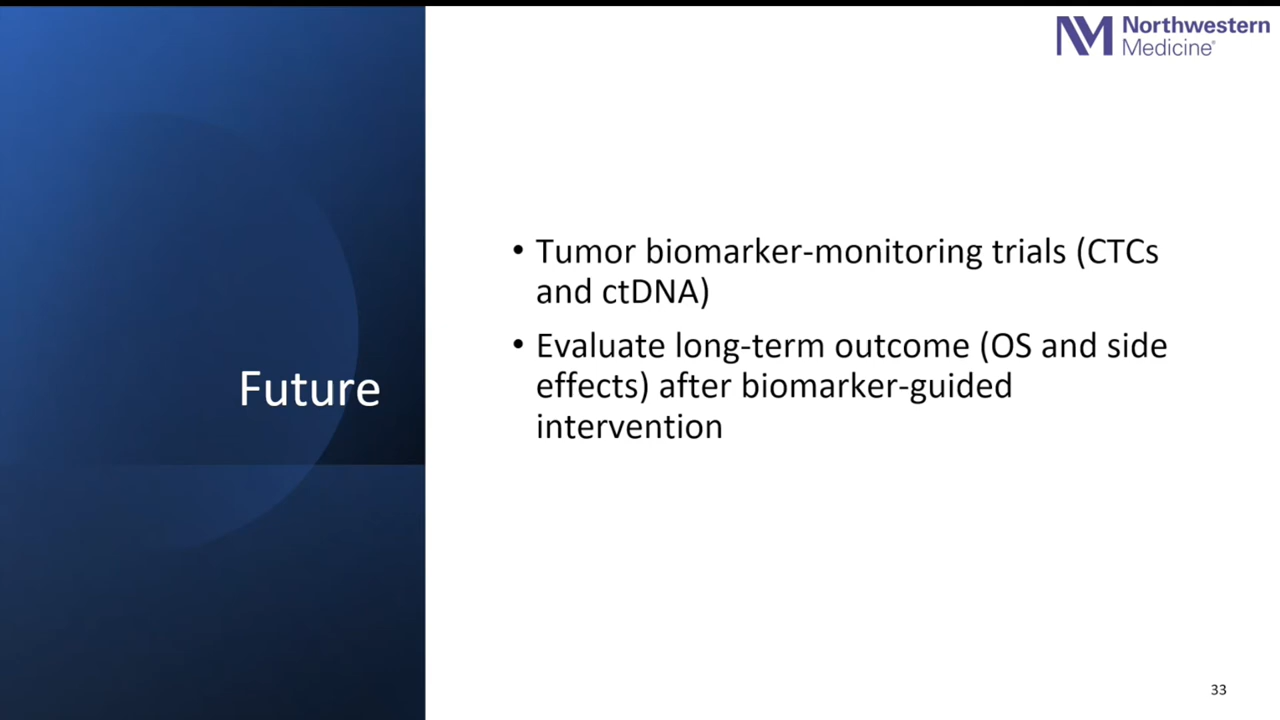 Northwestern
Medicine®
• Tumor biomarker-monitoring trials (CTCs
and ctDNA)
• Evaluate long-term outcome (OS and side
effects) after biomarker-guided
intervention
Future
33